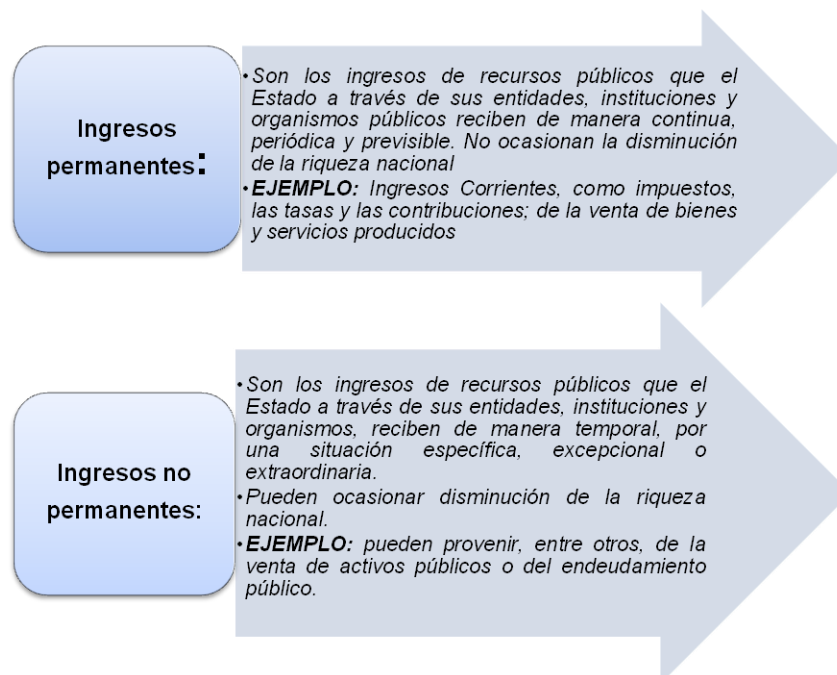 Ingresos
permanentes:
•Son los ingresos de recursos públicos que el
Estado a través de sus entidades, instituciones y
organismos públicos reciben de manera continua,
periódica y previsible. No ocasionan la disminución
de la riqueza nacional
•EJEMPLO: Ingresos Corrientes, como impuestos,
las tasas y las contribuciones; de la venta de bienes
y servicios producidos
Ingresos no
permanentes:
•Son los ingresos de recursos públicos que el
Estado a través de sus entidades, instituciones y
organismos, reciben de manera temporal, por
una situación específica, excepcional o
extraordinaria.
•Pueden ocasionar disminución de la riqueza
nacional.
•EJEMPLO: pueden provenir, entre otros, de la
venta de activos públicos o del endeudamiento
público.